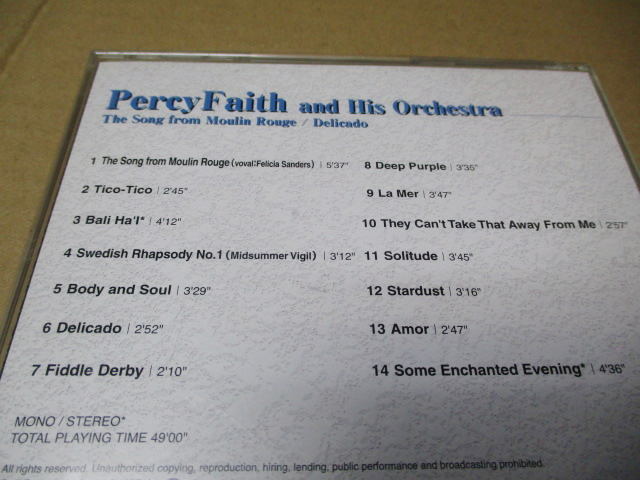 PercyFaith and His Orchestra
The Song from Moulin Rouge / Delicado
1 The Song from Moulin Rouge (voval:Felicia Sanders) | 5'37"
2 Tico-Tico | 2'45"
3 Bali Ha'I* | 4'12"
4 Swedish Rhapsody No.1 (Midsummer Vigil) | 3'12"
5 Body and Soul | 3'29"
6 Delicado | 2'52"
7 Fiddle Derby | 2'10"
8 Deep Purple | 3'35"
9 La Mer | 3'47"
10 They Can't Take That Away From Me | 2'57"
11 Solitude | 3'45"
12 Stardust | 3'16"
13 Amor | 2'47"
14 Some Enchanted Evening* | 4'36"
MONO / STEREO*
TOTAL PLAYING TIME 49'00"
All rights reserved. Unauthorized copying, reproduction, hiring, lending, public performance and broadcasting prohibited.